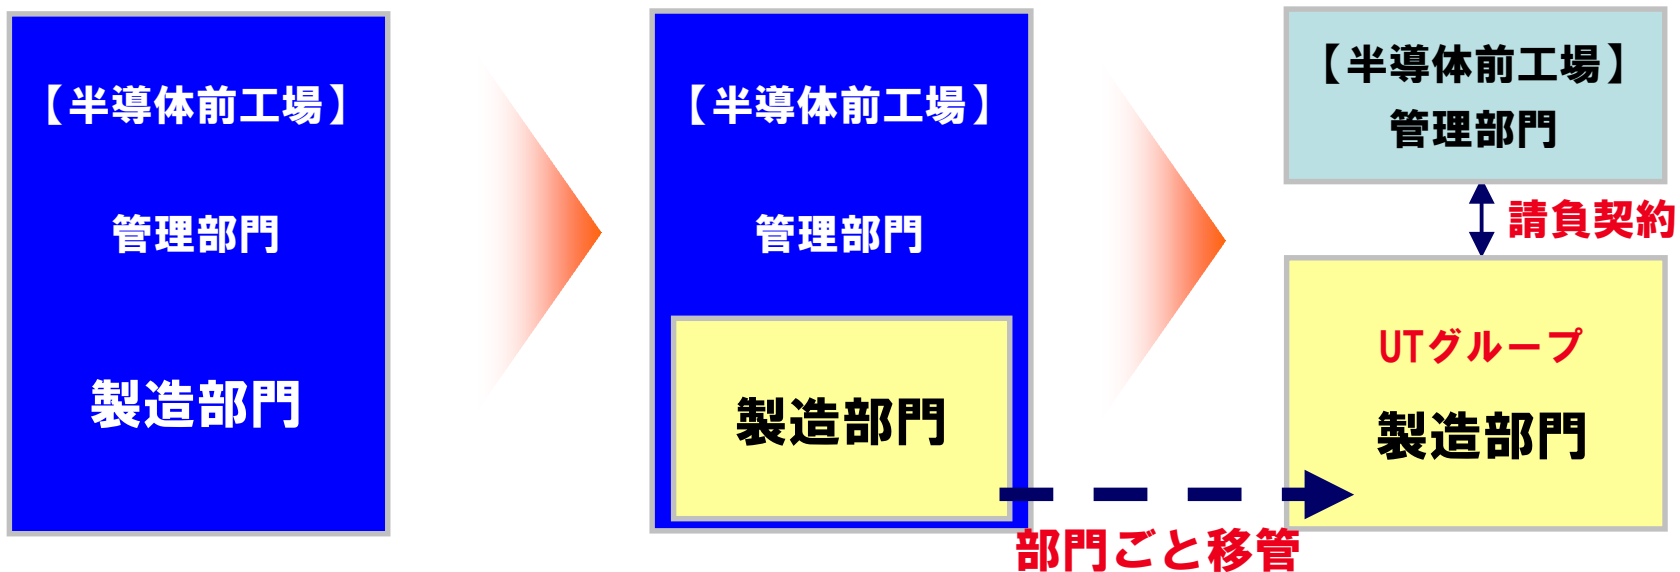 【半導体前工場】
管理部門
製造部門
【半導体前工場】
管理部門
製造部門
部門ごと移管
【半導体前工場】
管理部門
請負契約
UTグループ
製造部門